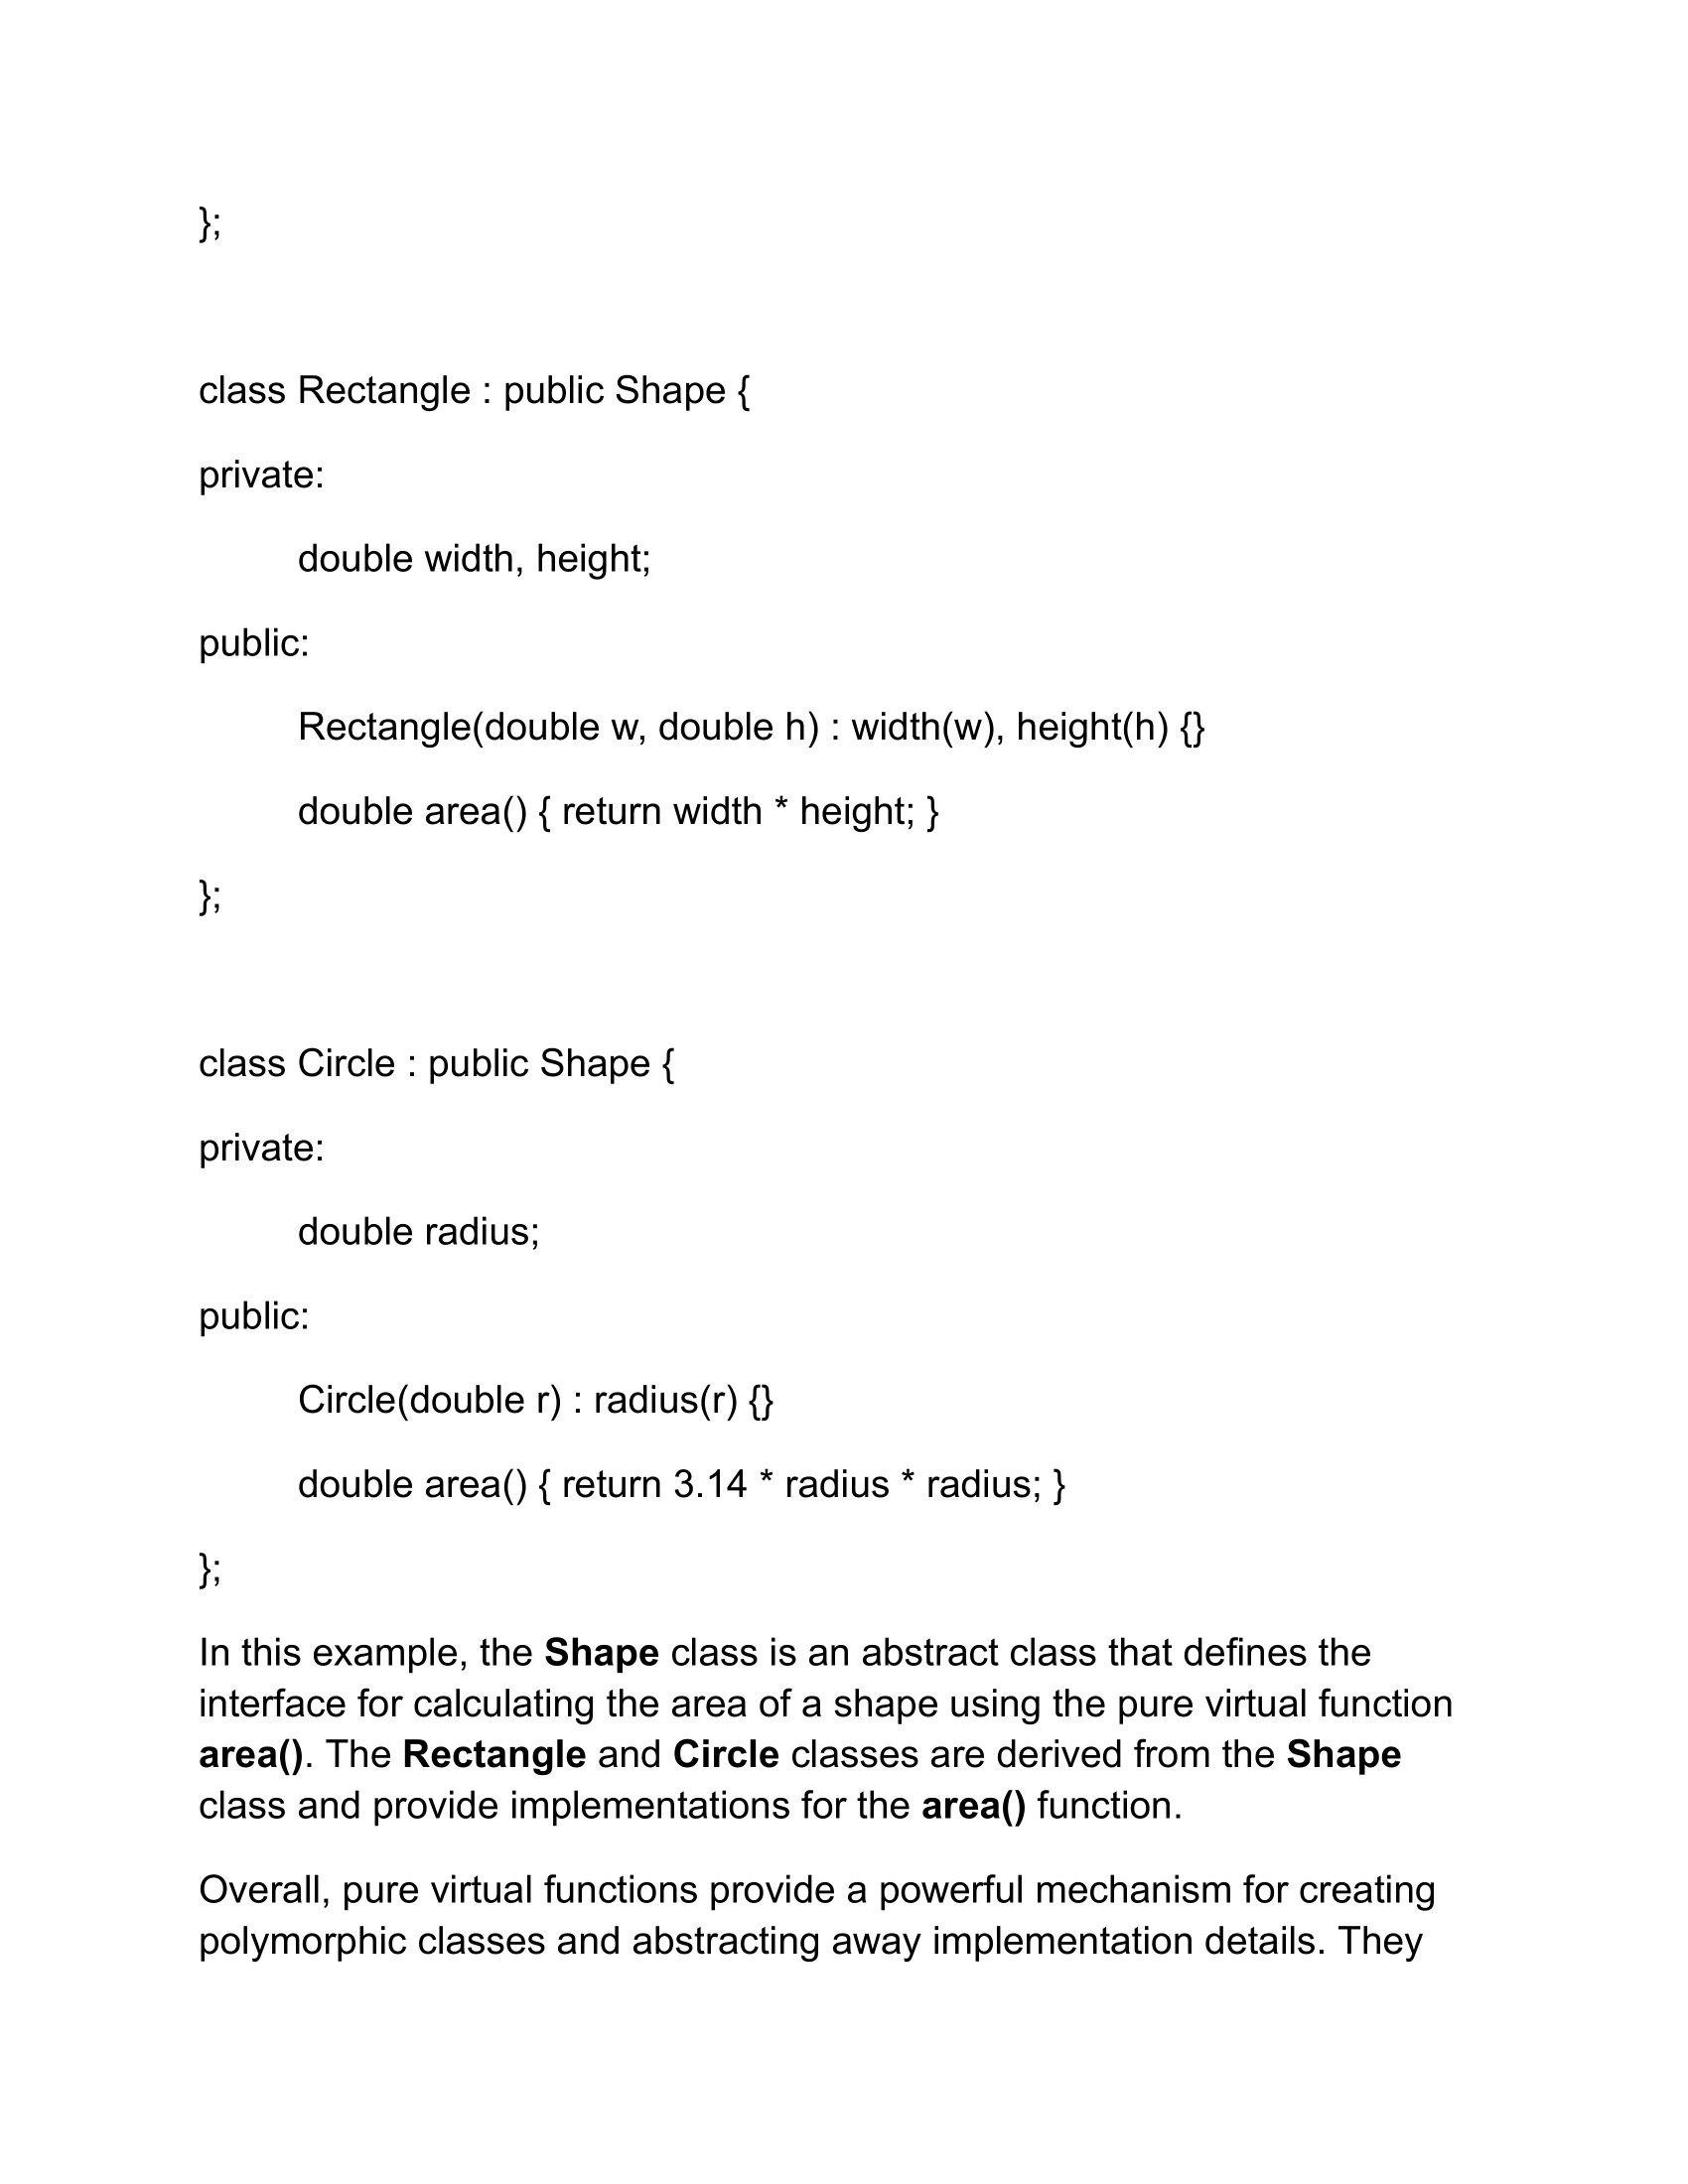 };
class Rectangle : public Shape {
private:
double width, height;
public:
Rectangle(double w, double h) : width(w), height(h) {}
double area() { return width * height; }
};
class Circle : public Shape {
private:
double radius;
public:
Circle(double r) : radius(r) {}
double area() { return 3.14 * radius * radius; }
};
In this example, the Shape class is an abstract class that defines the
interface for calculating the area of a shape using the pure virtual function
area(). The Rectangle and Circle classes are derived from the Shape
class and provide implementations for the area() function.
Overall, pure virtual functions provide a powerful mechanism for creating
polymorphic classes and abstracting away implementation details. They